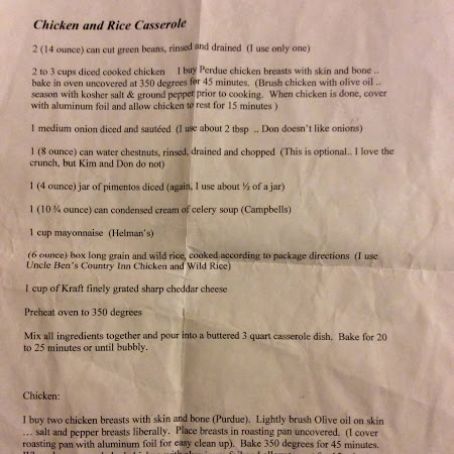 Chicken and Rice Casserole
2 (14 ounce) can cut green beans, rinsed and drained (I use only one)
2 to 3 cups diced cooked chicken I buy Perdue chicken breasts with skin and bone ..
bake in oven uncovered at 350 degrees for 45 minutes. (Brush chicken with olive oil ..
season with kosher salt & ground pepper prior to cooking. When chicken is done, cover
with aluminum foil and allow chicken to rest for 15 minutes )
1 medium onion diced and sautéed (I use about 2 tbsp .. Don doesn't like onions)
1 (8 ounce) can water chestnuts, rinsed, drained and chopped (This is optional.. I love the
crunch, but Kim and Don do not)
1 (4 ounce) jar of pimentos diced (again, I use about ½ of a jar)
1 (10 ¾ ounce) can condensed cream of celery soup (Campbells)
1 cup mayonnaise (Helman's)
(6 ounce) box long grain and wild rice, cooked according to package directions (I use
Uncle Ben's Country Inn Chicken and Wild Rice)
1 cup of Kraft finely grated sharp cheddar cheese
Preheat oven to 350 degrees
Mix all ingredients together and pour into a buttered 3 quart casserole dish. Bake for 20
to 25 minutes or until bubbly.
Chicken:
I buy two chicken breasts with skin and bone (Purdue). Lightly brush Olive oil on skin
... salt and pepper breasts liberally. Place breasts in roasting pan uncovered. (I cover
roasting pan with aluminum foil for easy clean up). Bake 350 degrees for 45 minutes.